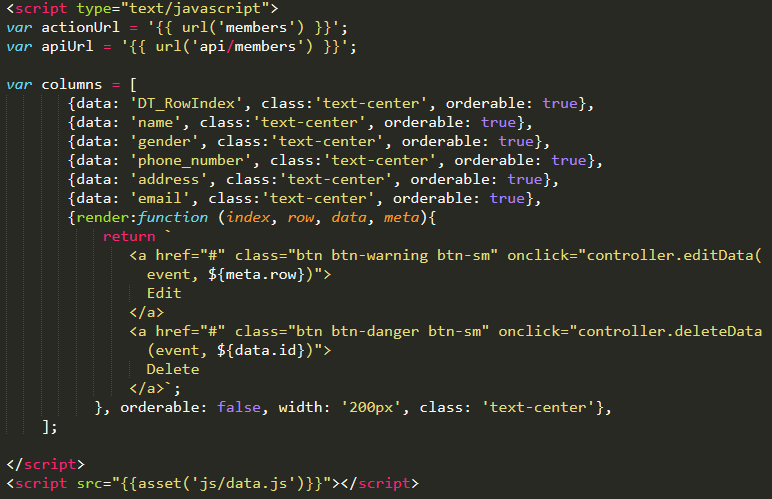 <script type="text/javascript">
var actionUrl = '{{ url('members') }}';
var apiUrl = '{{ url('api/members') }}';

var columns = [
{data: 'DT_RowIndex', class:'text-center', orderable: true},
{data: 'name', class:'text-center', orderable: true},
{data: 'gender', class:'text-center', orderable: true},
{data: 'phone_number', class:'text-center', orderable: true},
{data: 'address', class:'text-center', orderable: true},
{data: 'email', class:'text-center', orderable: true},
{render:function (index, row, data, meta){
return `
<a href="#" class="btn btn-warning btn-sm" onclick="controller.editData(
event, ${meta.row})">
Edit
</a>
<a href="#" class="btn btn-danger btn-sm" onclick="controller.deleteData
(event, ${data.id})">
Delete
</a>`;
}, orderable: false, width: '200px', class: 'text-center'},
];

</script>
<script src="{{asset('js/data.js')}}"></script>